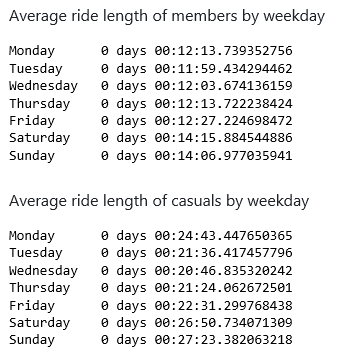 Average ride length of members by weekday
Monday 0 days 00:12:13.739352756
Tuesday 0 days 00:11:59.434294462
Wednesday 0 days 00:12:03.674136159
Thursday 0 days 00:12:13.722238424
Friday 0 days 00:12:27.224698472
Saturday 0 days 00:14:15.884544886
Sunday 0 days 00:14:06.977035941
Average ride length of casuals by weekday
Monday 0 days 00:24:43.447650365
Tuesday 0 days 00:21:36.417457796
Wednesday 0 days 00:20:46.835320242
Thursday 0 days 00:21:24.062672501
Friday 0 days 00:22:31.299768438
Saturday 0 days 00:26:50.734071309
Sunday 0 days 00:27:23.382063218